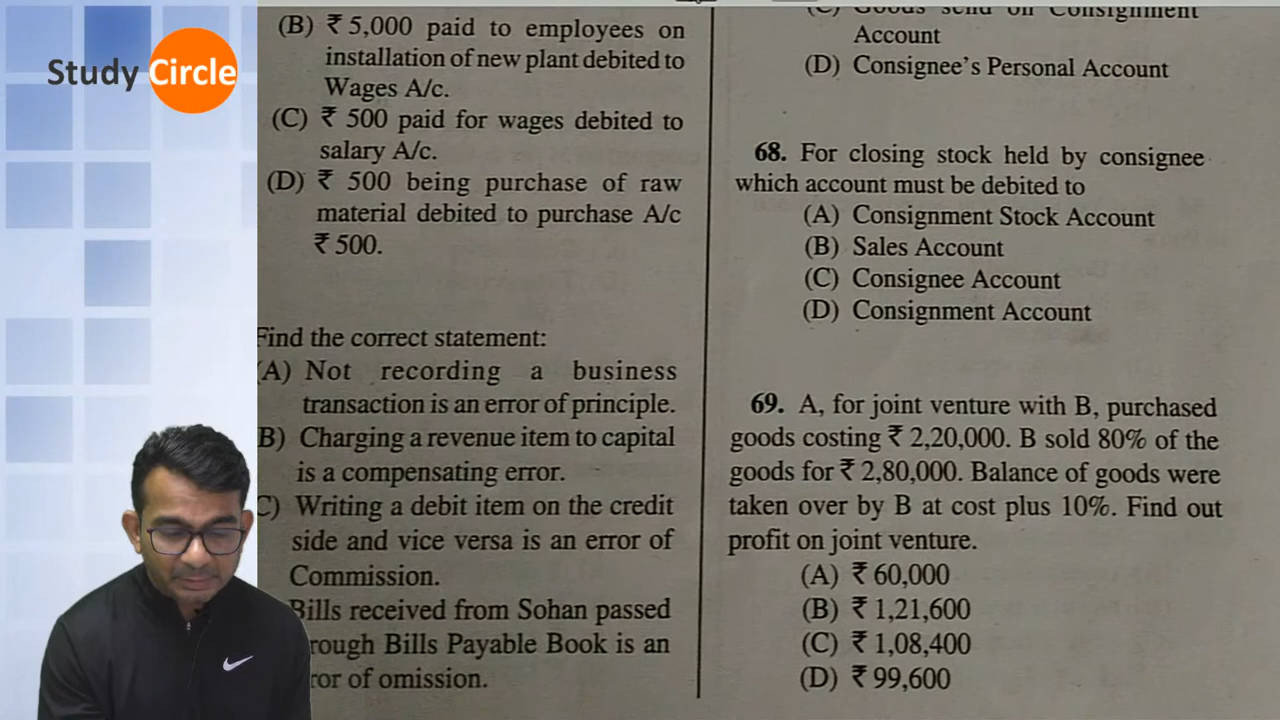 Study Circle
(B) ₹ 5,000 paid to employees on
installation of new plant debited to
Wages A/c.
(C) ₹ 500 paid for wages debited to
salary A/c.
(D) ₹ 500 being purchase of raw
material debited to purchase A/c
₹ 500.
Find the correct statement:
(A) Not recording a business
transaction is an error of principle.
B) Charging a revenue item to capital
is a compensating error.
C) Writing a debit item on the credit
side and vice versa is an error of
Commission.
Bills received from Sohan passed
rough Bills Payable Book is an
ror of omission.
(C) Goods send on Consignment
Account
(D) Consignee's Personal Account
68. For closing stock held by consignee
which account must be debited to
(A) Consignment Stock Account
(B) Sales Account
(C) Consignee Account
(D) Consignment Account
69. A, for joint venture with B, purchased
goods costing ₹ 2,20,000. B sold 80% of the
goods for ₹ 2,80,000. Balance of goods were
taken over by B at cost plus 10%. Find out
profit on joint venture.
(A) ₹ 60,000
(B) ₹ 1,21,600
(C) ₹ 1,08,400
(D) ₹ 99,600